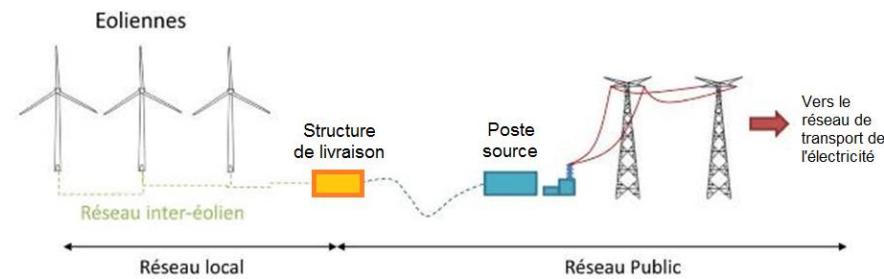 Eoliennes
Structure
de livraison
Poste
source
Vers le
réseau de
transport de
l'électricité
Réseau inter-éolien
Réseau local
Réseau Public